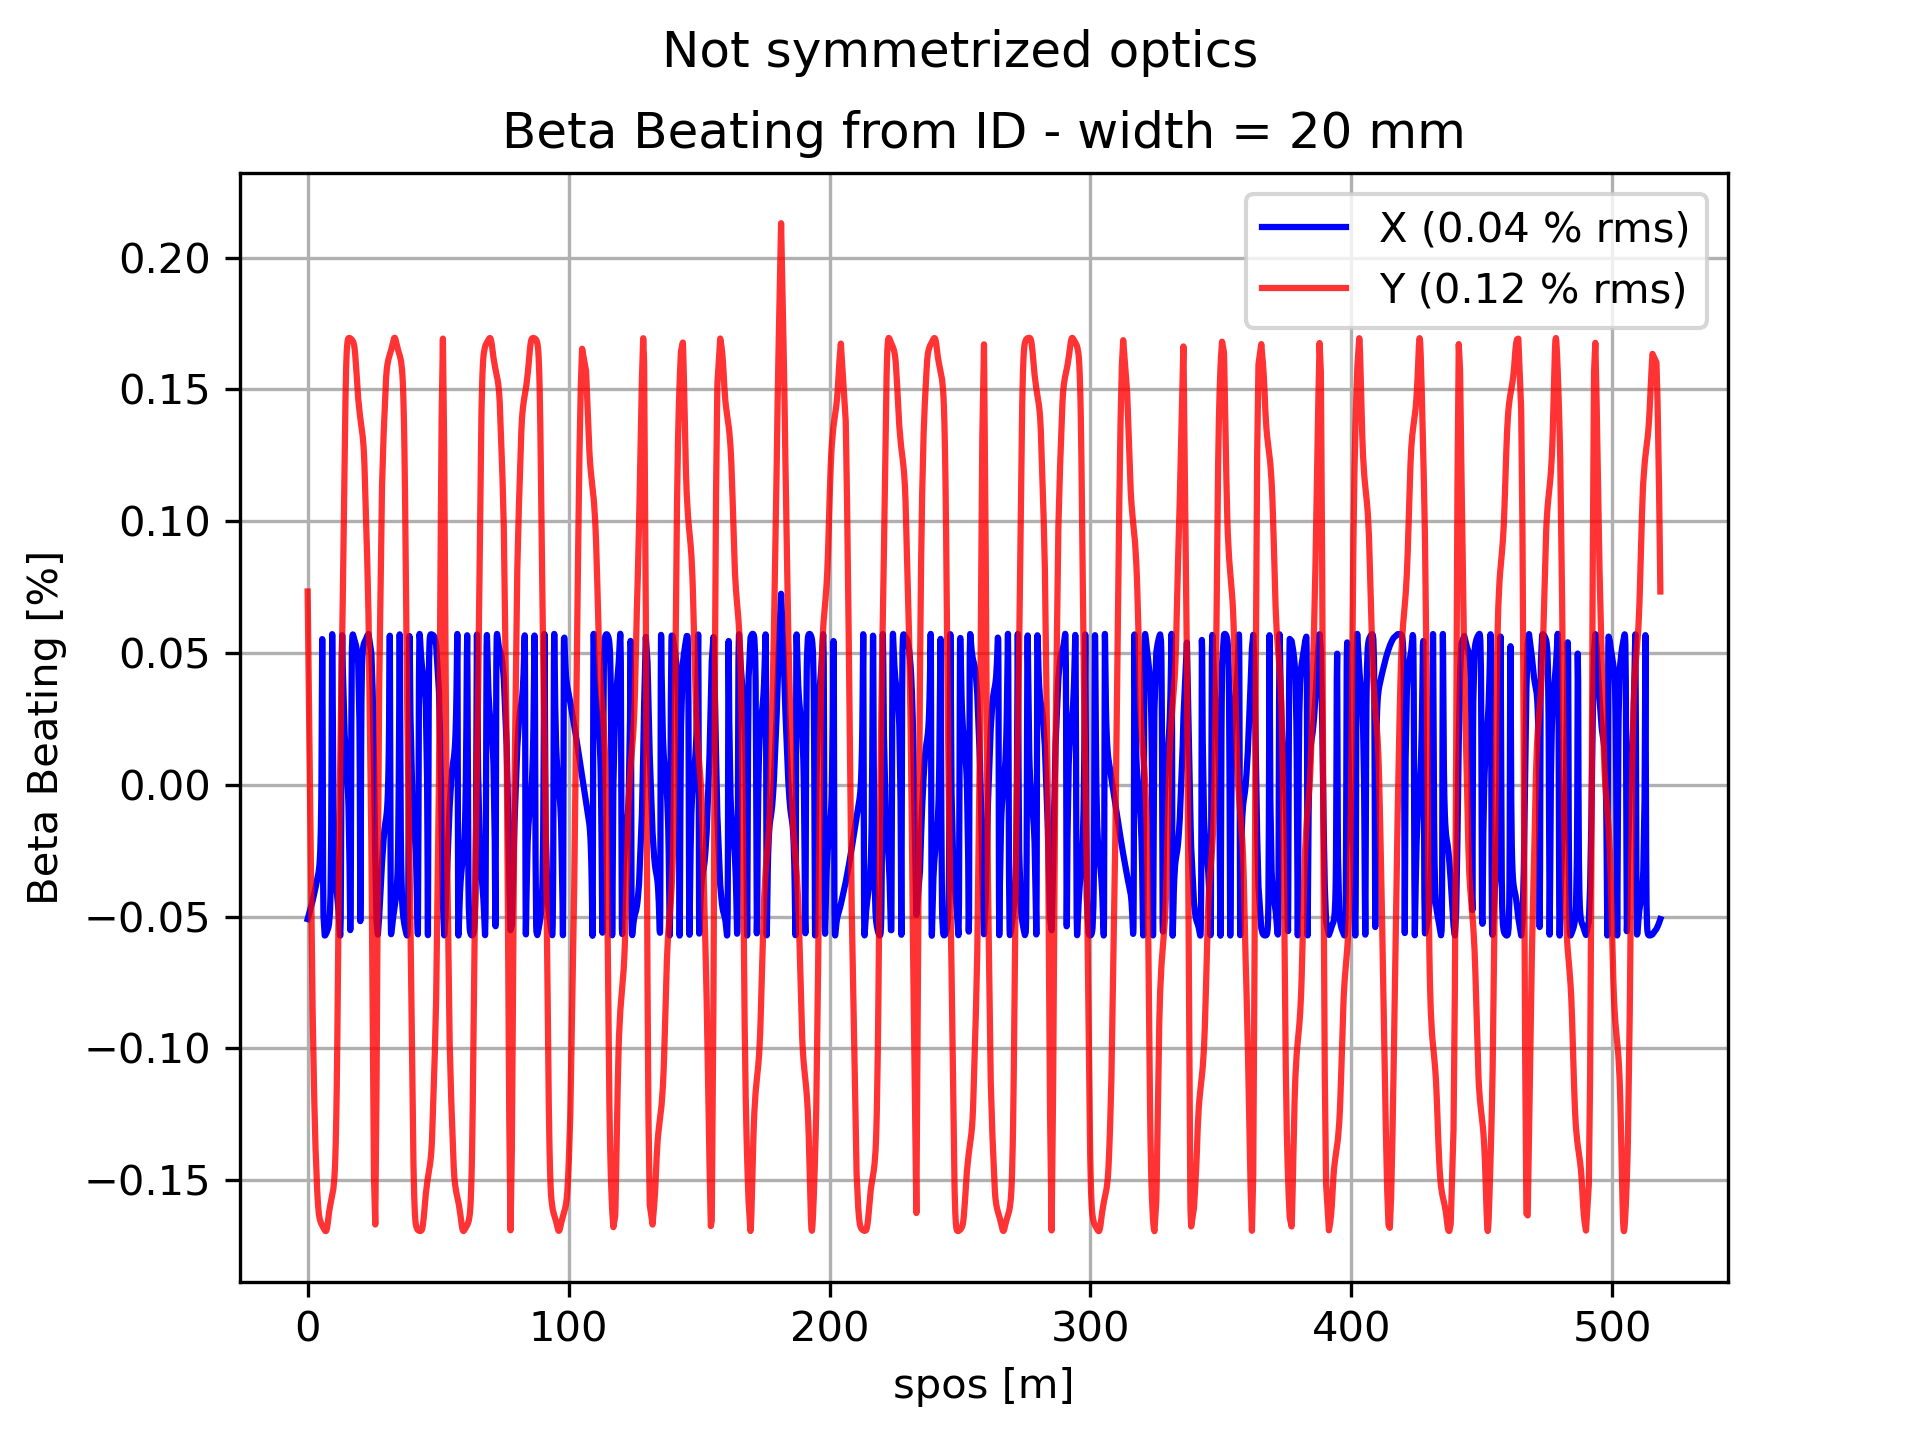 Not symmetrized optics
Beta Beating from ID - width = 20 mm
X (0.04 % rms)
Y (0.12 % rms)
0.20
0.15
0.10
0.05
0.00
−0.05
−0.10
−0.15
Beta Beating [%]
0 100 200 300 400 500
spos [m]